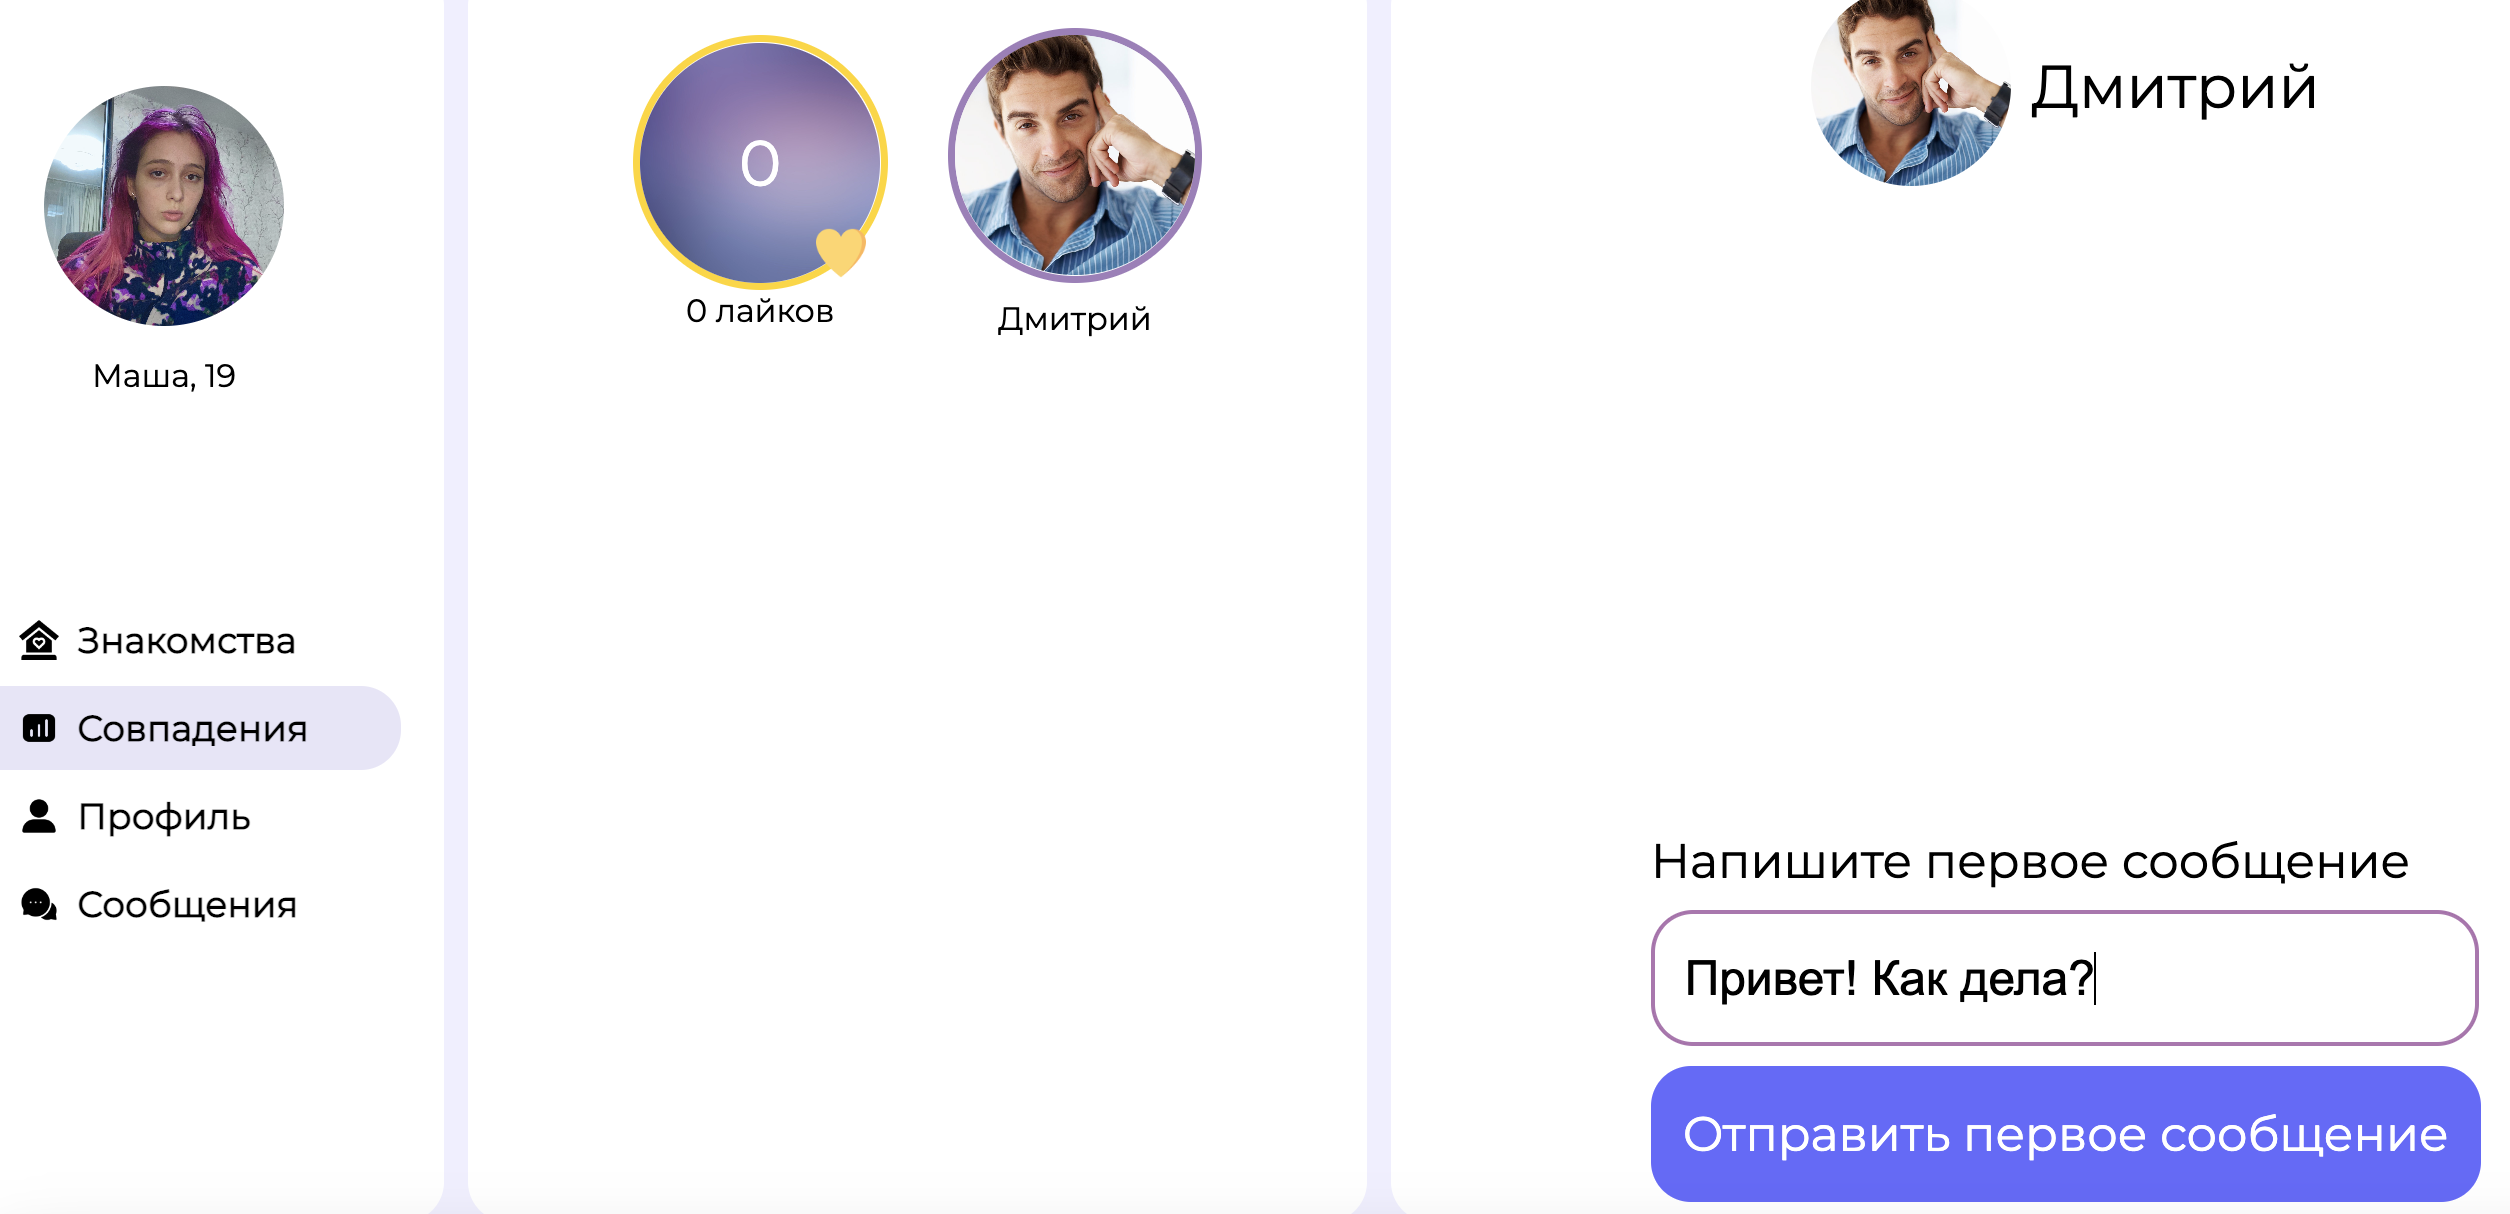 Маша, 19
Знакомства
Совпадения
Профиль
Сообщения
0
0 лайков
Дмитрий
Дмитрий
Напишите первое сообщение
Привет! Как дела?
Отправить первое сообщение